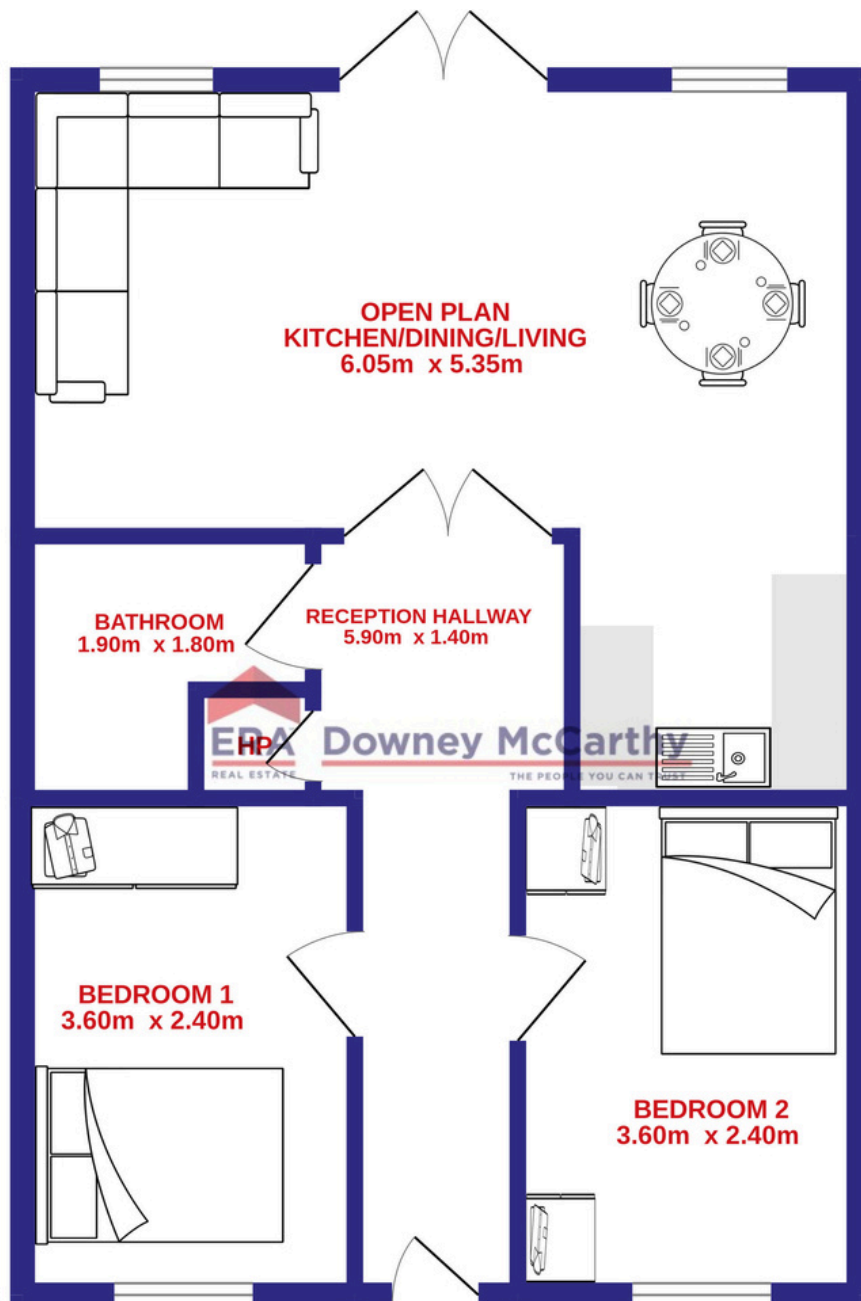 OPEN PLAN
KITCHEN/DINING/LIVING
6.05m x 5.35m
BATHROOM
1.90m x 1.80m
RECEPTION HALLWAY
5.90m x 1.40m
HP
ERA Downey McCarthy
REAL ESTATE THE PEOPLE YOU CAN TRUST
BEDROOM 1
3.60m x 2.40m
BEDROOM 2
3.60m x 2.40m